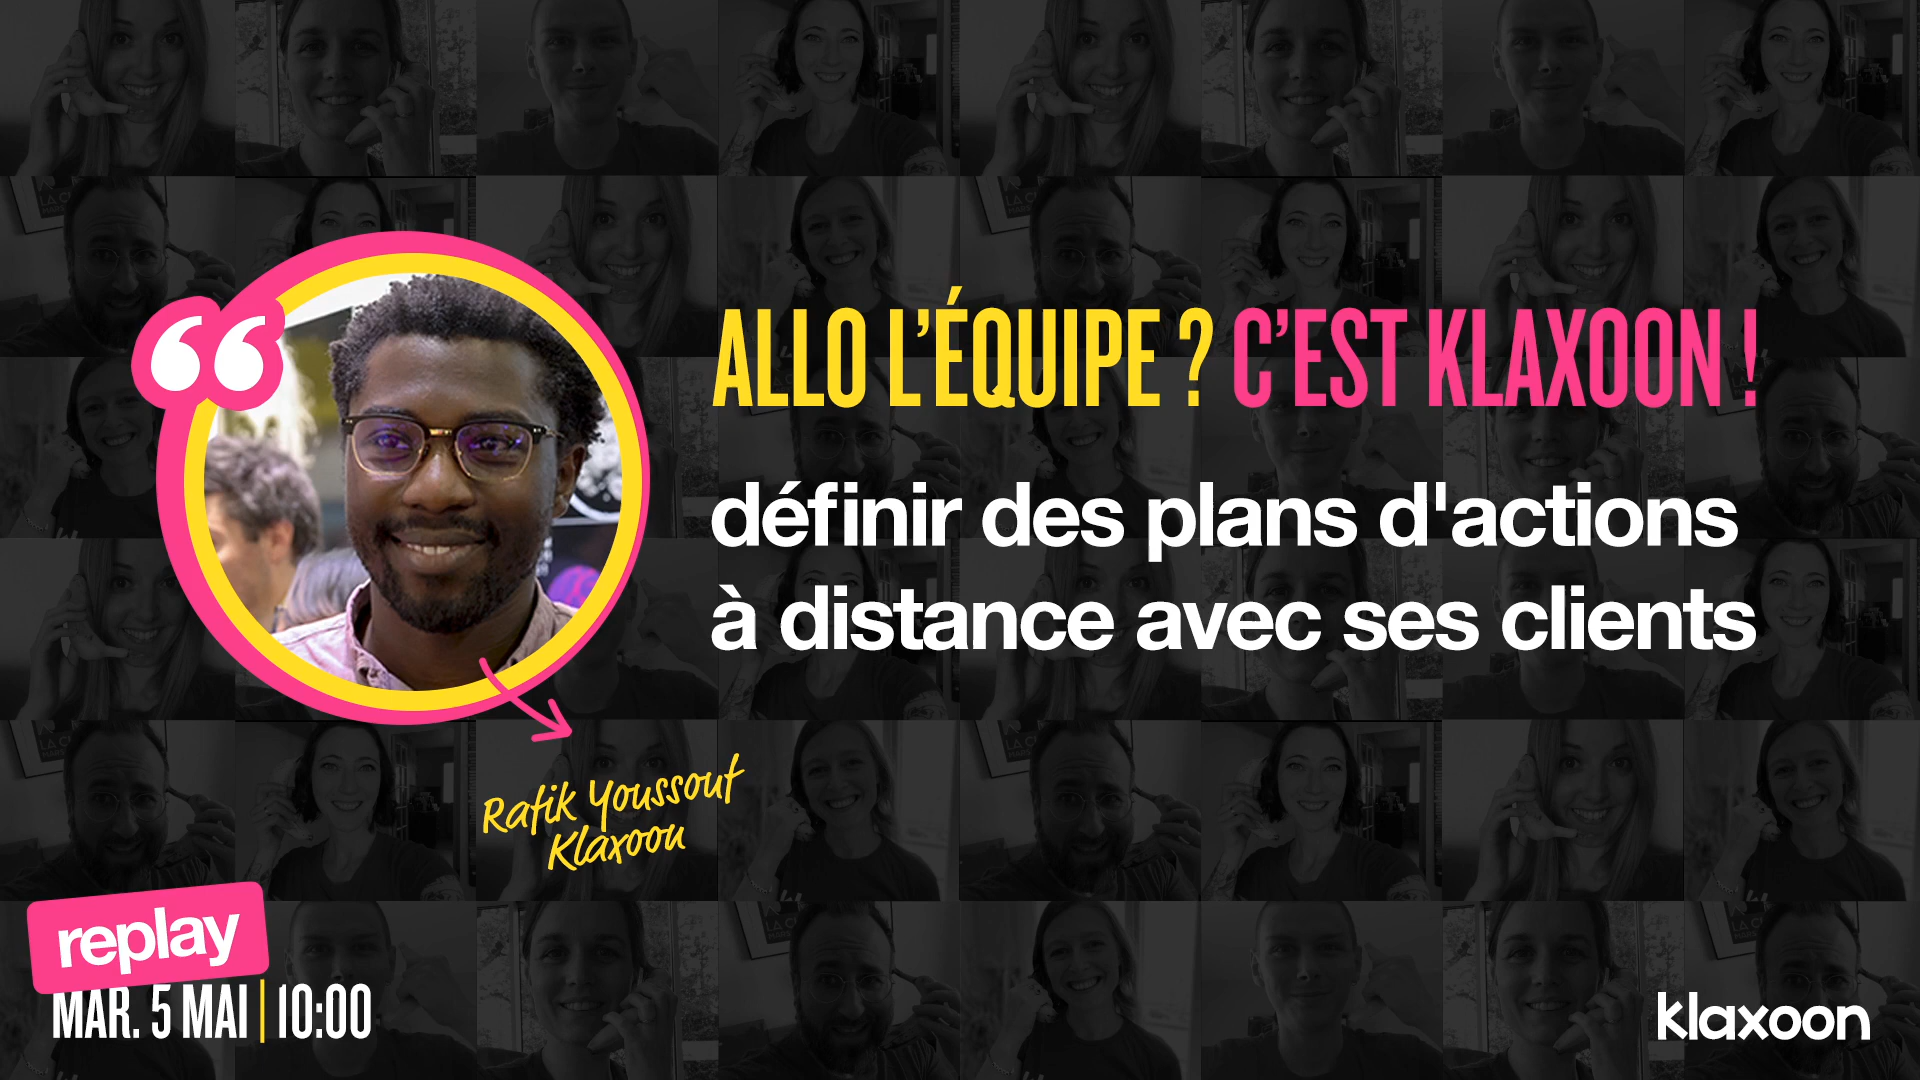 ALLO L'ÉQUIPE ? C'EST KLAXOON !
définir des plans d'actions
à distance avec ses clients
Rafik Youssouf
Klaxoon
replay
MAR. 5 MAI | 10:00
klaxoon